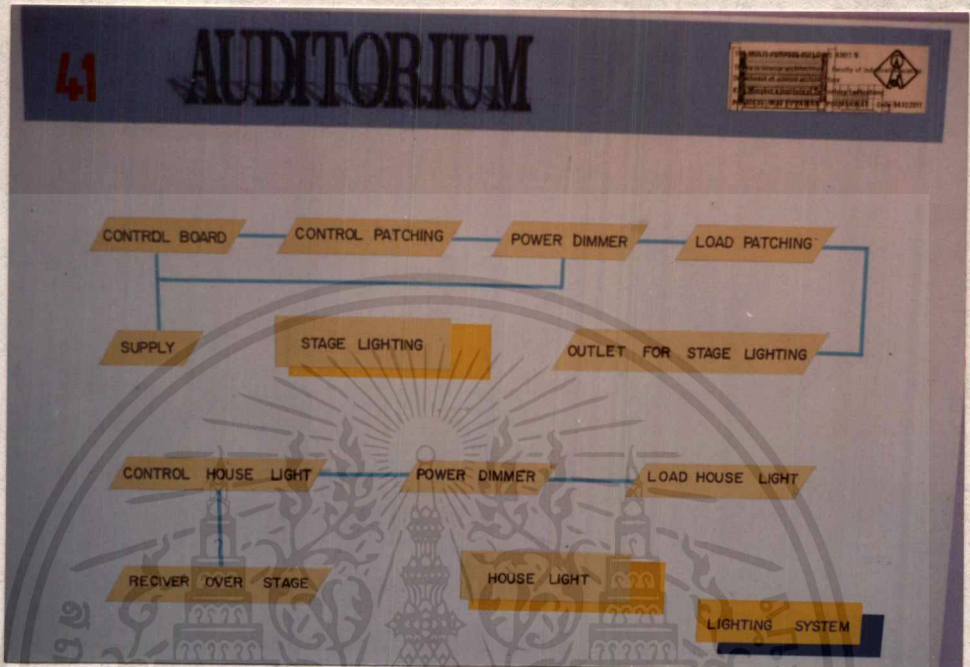 41
AUDITORIUM
CONTROL BOARD
CONTROL PATCHING
POWER DIMMER
LOAD PATCHING
SUPPLY
STAGE LIGHTING
OUTLET FOR STAGE LIGHTING
CONTROL HOUSE LIGHT
POWER DIMMER
LOAD HOUSE LIGHT
RECIVER OVER STAGE
HOUSE LIGHT
LIGHTING SYSTEM